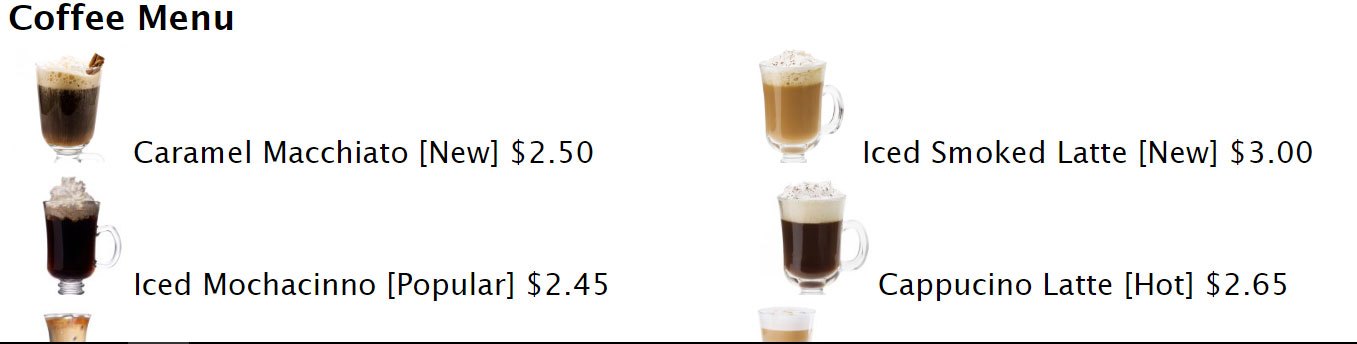 Coffee Menu
Caramel Macchiato [New] $2.50
Iced Smoked Latte [New] $3.00
Iced Mochacinno [Popular] $2.45
Cappucino Latte [Hot] $2.65